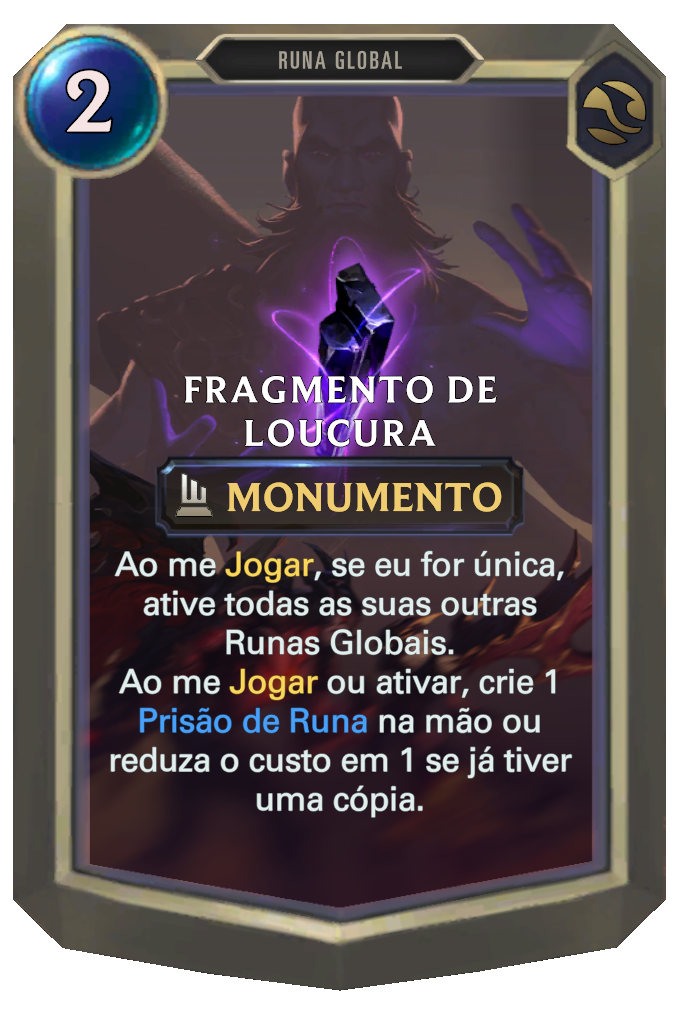 RUNA GLOBAL
2
FRAGMENTO DE
LOUCURA
MONUMENTO
Ao me Jogar, se eu for única,
ative todas as suas outras
Runas Globais.
Ao me Jogar ou ativar, crie 1
Prisão de Runa na mão ou
reduza o custo em 1 se já tiver
uma cópia.